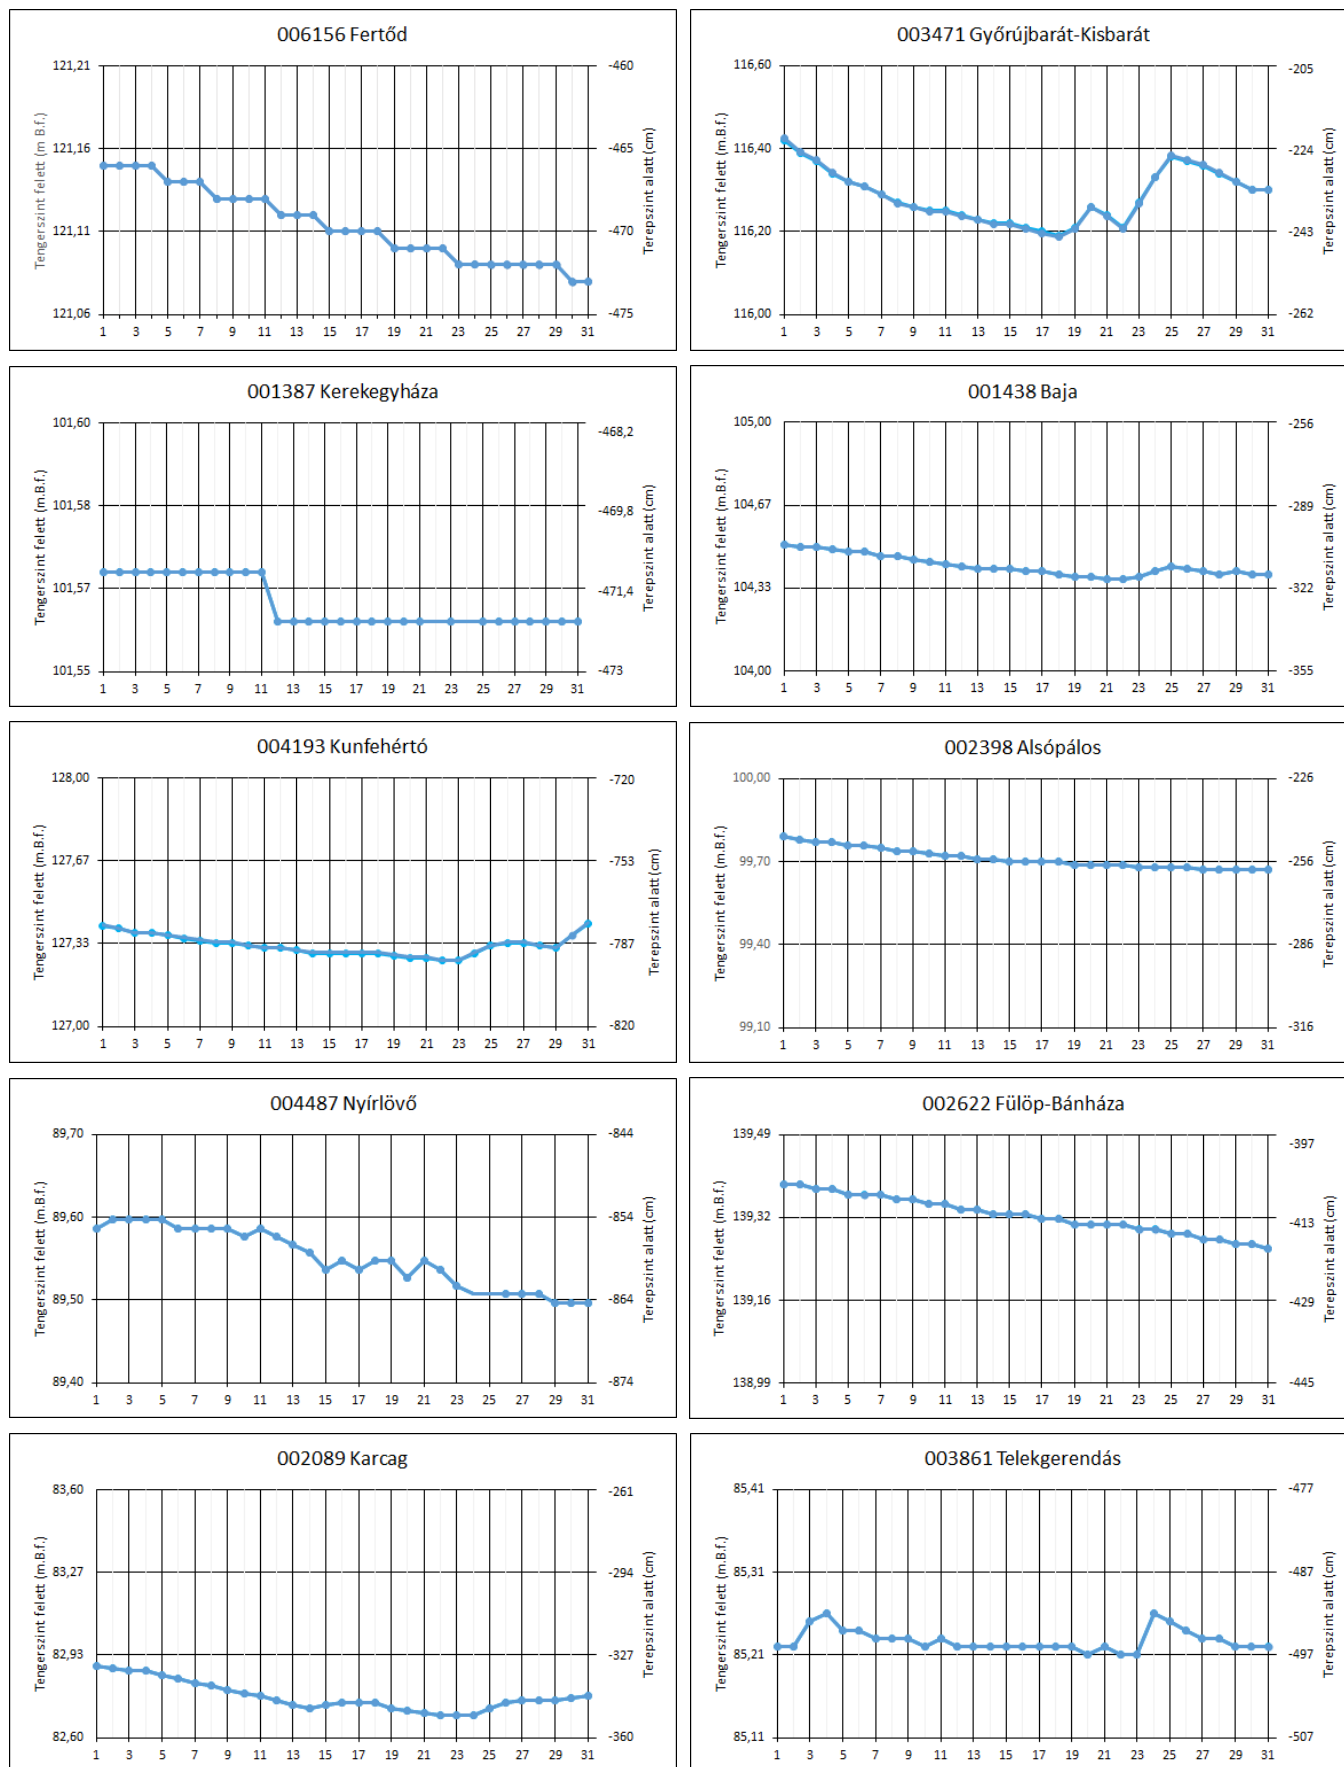 006156 Fertőd
Tengerszint felett (m B.f.)
121,21
121,16
121,11
121,06
1 3 5 7 9 11 13 15 17 19 21 23 25 27 29 31
-460
-465
-470
-475
Terepszint alatt (cm)
003471 Győrújbarát-Kisbarát
Tengerszint felett (m.B.f.)
116,60
116,40
116,20
116,00
1 3 5 7 9 11 13 15 17 19 21 23 25 27 29 31
-205
-224
-243
-262
Terepszint alatt (cm)
001387 Kerekegyháza
Tengerszint felett (m.B.f.)
101,60
101,58
101,57
101,55
1 3 5 7 9 11 13 15 17 19 21 23 25 27 29 31
-468,2
-469,8
-471,4
-473
Terepszint alatt (cm)
001438 Baja
Tengerszint felett (m.B.f.)
105,00
104,67
104,33
104,00
1 3 5 7 9 11 13 15 17 19 21 23 25 27 29 31
-256
-289
-322
-355
Terepszint alatt (cm)
004193 Kunfehértó
Tengerszint felett (m.B.f.)
128,00
127,67
127,33
127,00
1 3 5 7 9 11 13 15 17 19 21 23 25 27 29 31
-720
-753
-787
-820
Terepszint alatt (cm)
002398 Alsópálos
Tengerszint felett (m.B.f.)
100,00
99,70
99,40
99,10
1 3 5 7 9 11 13 15 17 19 21 23 25 27 29 31
-226
-256
-286
-316
Terepszint alatt (cm)
004487 Nyírlövő
Tengerszint felett (m.B.f.)
89,70
89,60
89,50
89,40
1 3 5 7 9 11 13 15 17 19 21 23 25 27 29 31
-844
-854
-864
-874
Terepszint alatt (cm)
002622 Fülöp-Bánháza
Tengerszint felett (m.B.f.)
139,49
139,32
139,16
138,99
1 3 5 7 9 11 13 15 17 19 21 23 25 27 29 31
-397
-413
-429
-445
Terepszint alatt (cm)
002089 Karcag
Tengerszint felett (m.B.f.)
83,60
83,27
82,93
82,60
1 3 5 7 9 11 13 15 17 19 21 23 25 27 29 31
-261
-294
-327
-360
Terepszint alatt (cm)
003861 Telekgerendás
Tengerszint felett (m.B.f.)
85,41
85,31
85,21
85,11
1 3 5 7 9 11 13 15 17 19 21 23 25 27 29 31
-477
-487
-497
-507
Terepszint alatt (cm)